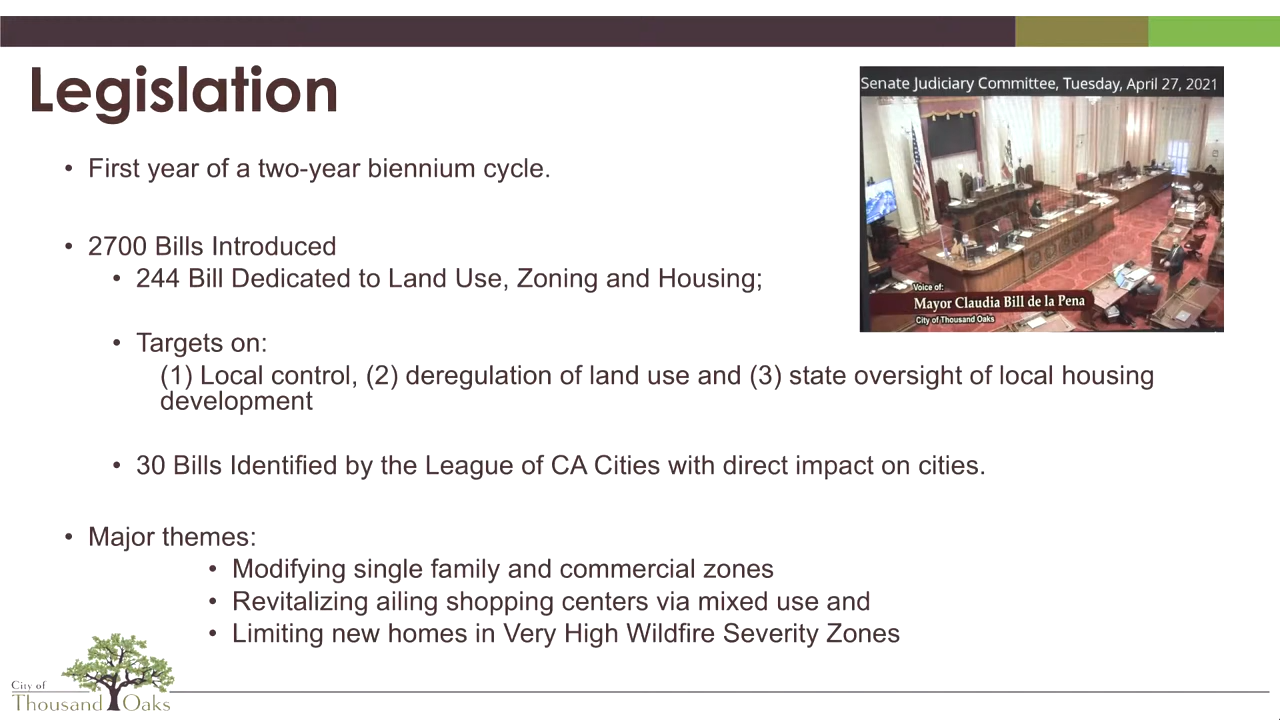 Legislation
Senate Judiciary Committee, Tuesday, April 27, 2021
• First year of a two-year biennium cycle.
• 2700 Bills Introduced
• 244 Bill Dedicated to Land Use, Zoning and Housing;
Voice of:
Mayor Claudia Bill de la Pena
City of Thousand Oaks
• Targets on:
(1) Local control, (2) deregulation of land use and (3) state oversight of local housing
development
• 30 Bills Identified by the League of CA Cities with direct impact on cities.
• Major themes:
• Modifying single family and commercial zones
• Revitalizing ailing shopping centers via mixed use and
• Limiting new homes in Very High Wildfire Severity Zones
City of
Thousand Oaks